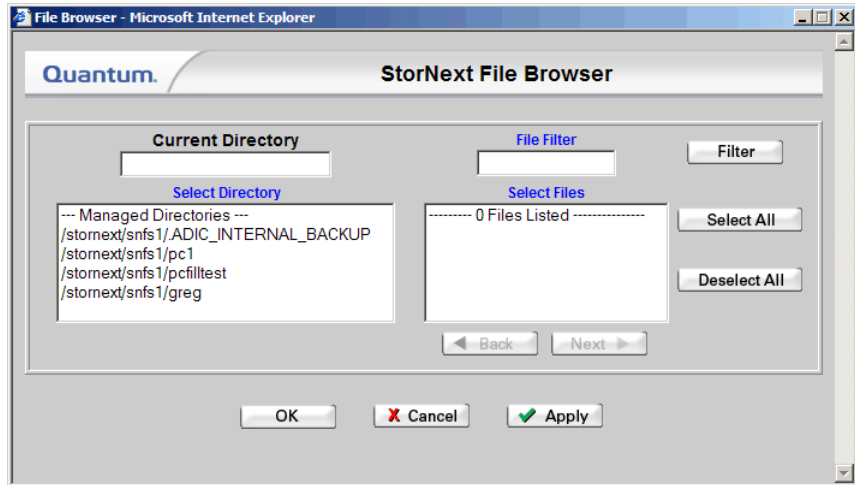 File Browser - Microsoft Internet Explorer
Quantum.
StorNext File Browser
Current Directory
File Filter
Filter
Select Directory
Select Files
--- Managed Directories ---
/stornext/snfs1/.ADIC_INTERNAL_BACKUP
/stornext/snfs1/pc1
/stornext/snfs1/pcfilltest
/stornext/snfs1/greg
--------- 0 Files Listed ---------------
Select All
Deselect All
Back
Next
OK
Cancel
Apply